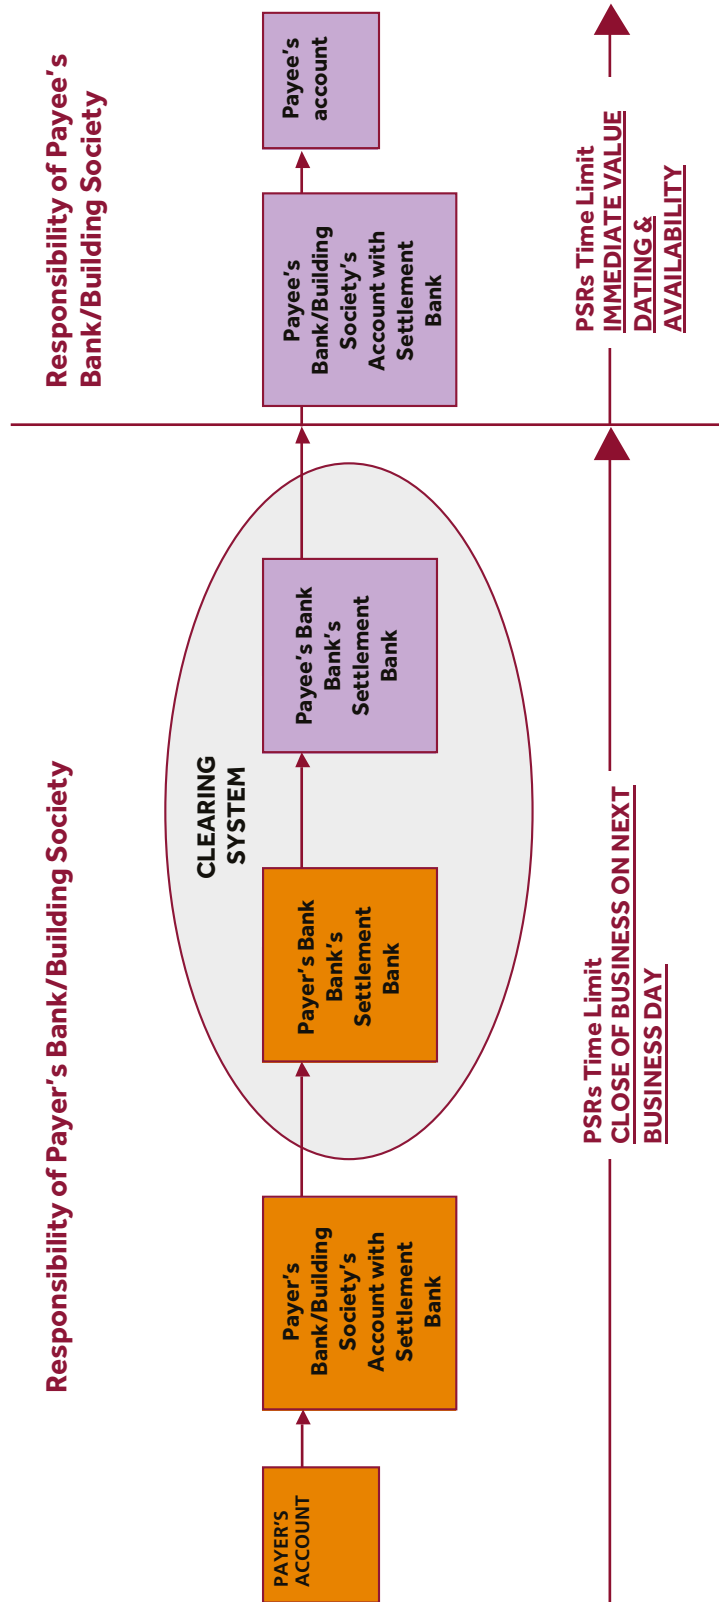 Responsibility of Payer's Bank/Building Society
Responsibility of Payee's
Bank/Building Society
CLEARING
SYSTEM
PAYER'S
ACCOUNT
Payer's
Bank/Building
Society's
Account with
Settlement
Bank
Payer's Bank
Bank's
Settlement
Bank
Payee's Bank
Bank's
Settlement
Bank
Payee's
Bank/Building
Society's
Account with
Settlement
Bank
Payee's
account
PSRs Time Limit
CLOSE OF BUSINESS ON NEXT
BUSINESS DAY
PSRs Time Limit
IMMEDIATE VALUE
DATING &
AVAILABILITY